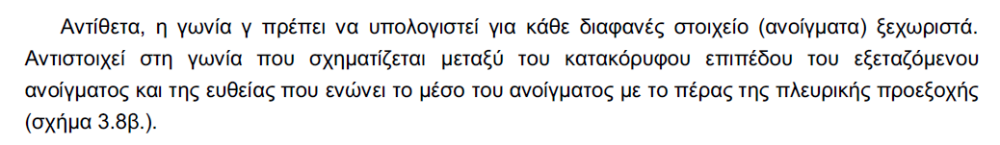 Αντίθετα, η γωνία γ πρέπει να υπολογιστεί για κάθε διαφανές στοιχείο (ανοίγματα) ξεχωριστά.
Αντιστοιχεί στη γωνία που σχηματίζεται μεταξύ του κατακόρυφου επιπέδου του εξεταζόμενου
ανοίγματος και της ευθείας που ενώνει το μέσο του ανοίγματος με το πέρας της πλευρικής προεξοχής
(σχήμα 3.8β.).